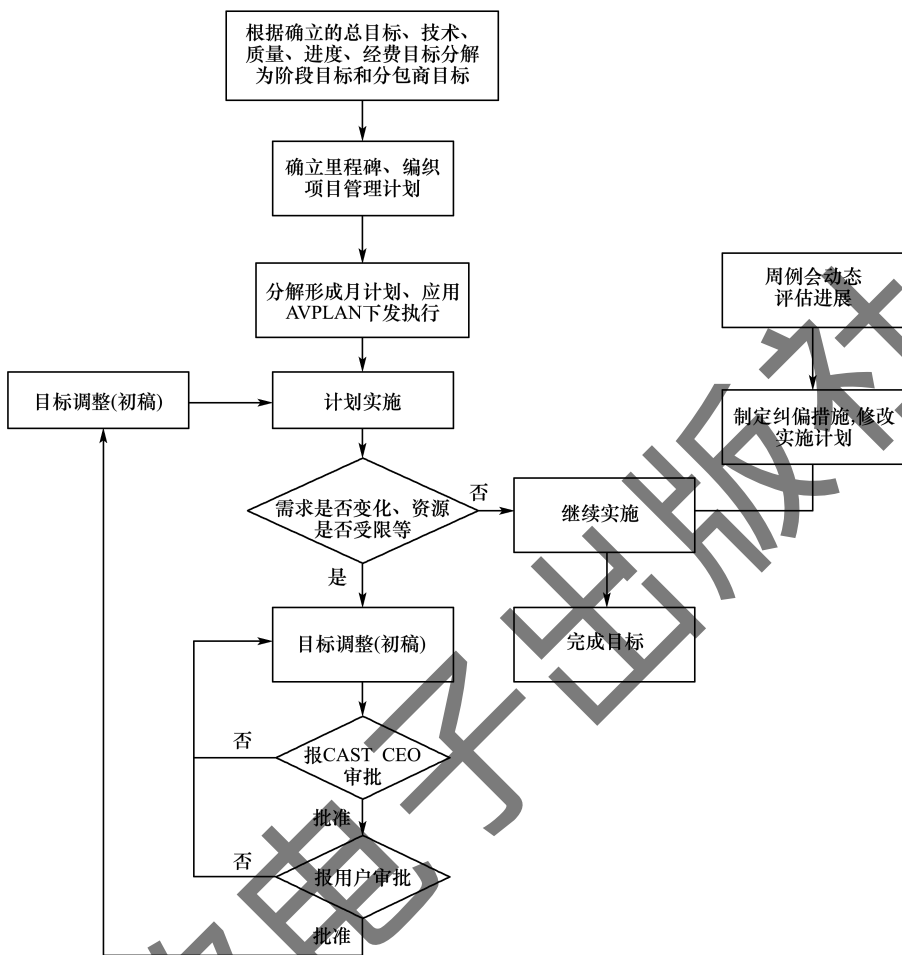 根据确立的总目标、技术、
质量、进度、经费目标分解
为阶段目标和分包商目标
确立里程碑、编织
项目管理计划
分解形成月计划、应用
AVPLAN下发执行
周例会动态
评估进展
目标调整(初稿)
计划实施
制定纠偏措施,修改
实施计划
需求是否变化、资源
是否受限等
否
继续实施
是
目标调整(初稿)
完成目标
否
报CAST CEO
审批
批准
否
报用户审批
批准
电子出版社